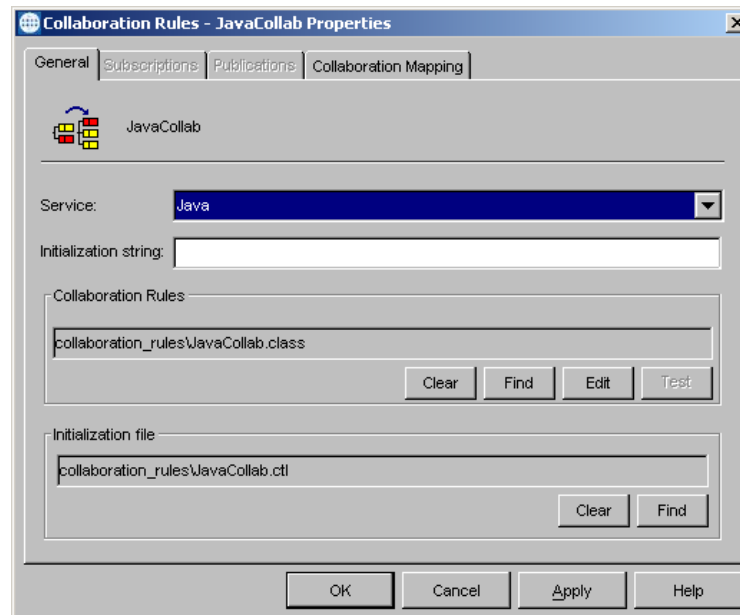 Collaboration Rules - JavaCollab Properties
General Subscriptions Publications Collaboration Mapping
JavaCollab
Service: Java
Initialization string:
Collaboration Rules
collaboration_rules\JavaCollab.class
Clear Find Edit Test
Initialization file
collaboration_rules\JavaCollab.ctl
Clear Find
OK Cancel Apply Help